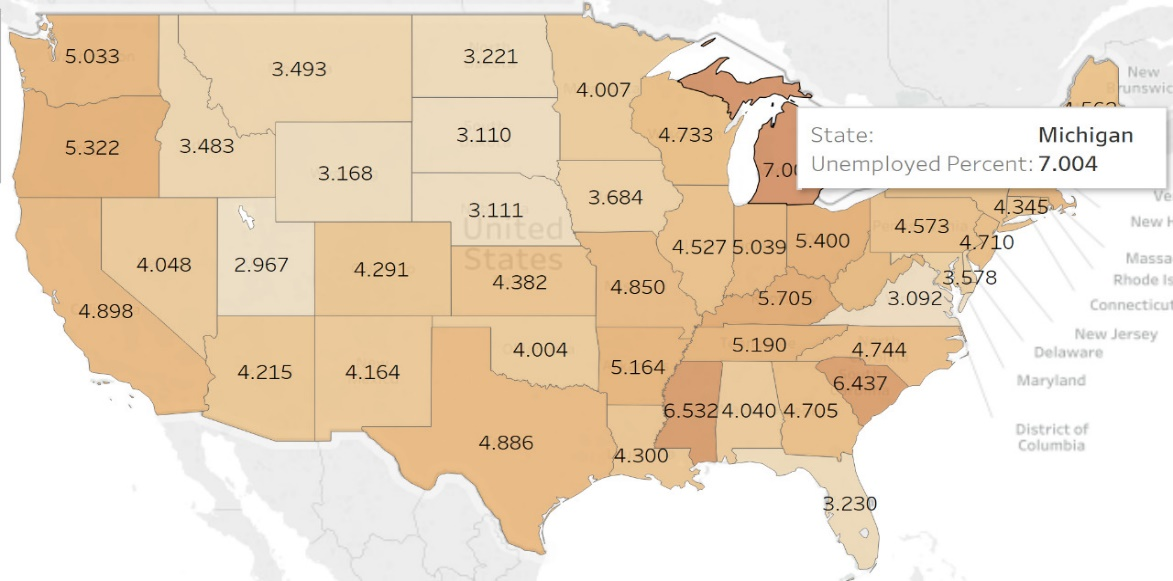 5.033
3.493
3.221
4.007
New
Brunswic
5.322
3.483
3.168
3.110
4.733
State: Michigan
Unemployed Percent: 7.004
3.111
3.684
4.345
4.573
4.710
New H
United
States
4.048
2.967
4.291
4.382
4.527
5.039
5.400
Massa
3.578
Rhode Is
4.898
4.850
5.705
3.092
Connecticut
4.215
4.164
4.004
5.164
5.190
4.744
New Jersey
Delaware
Maryland
6.437
6.532
4.040
4.705
4.886
4.300
District of
Columbia
3.230